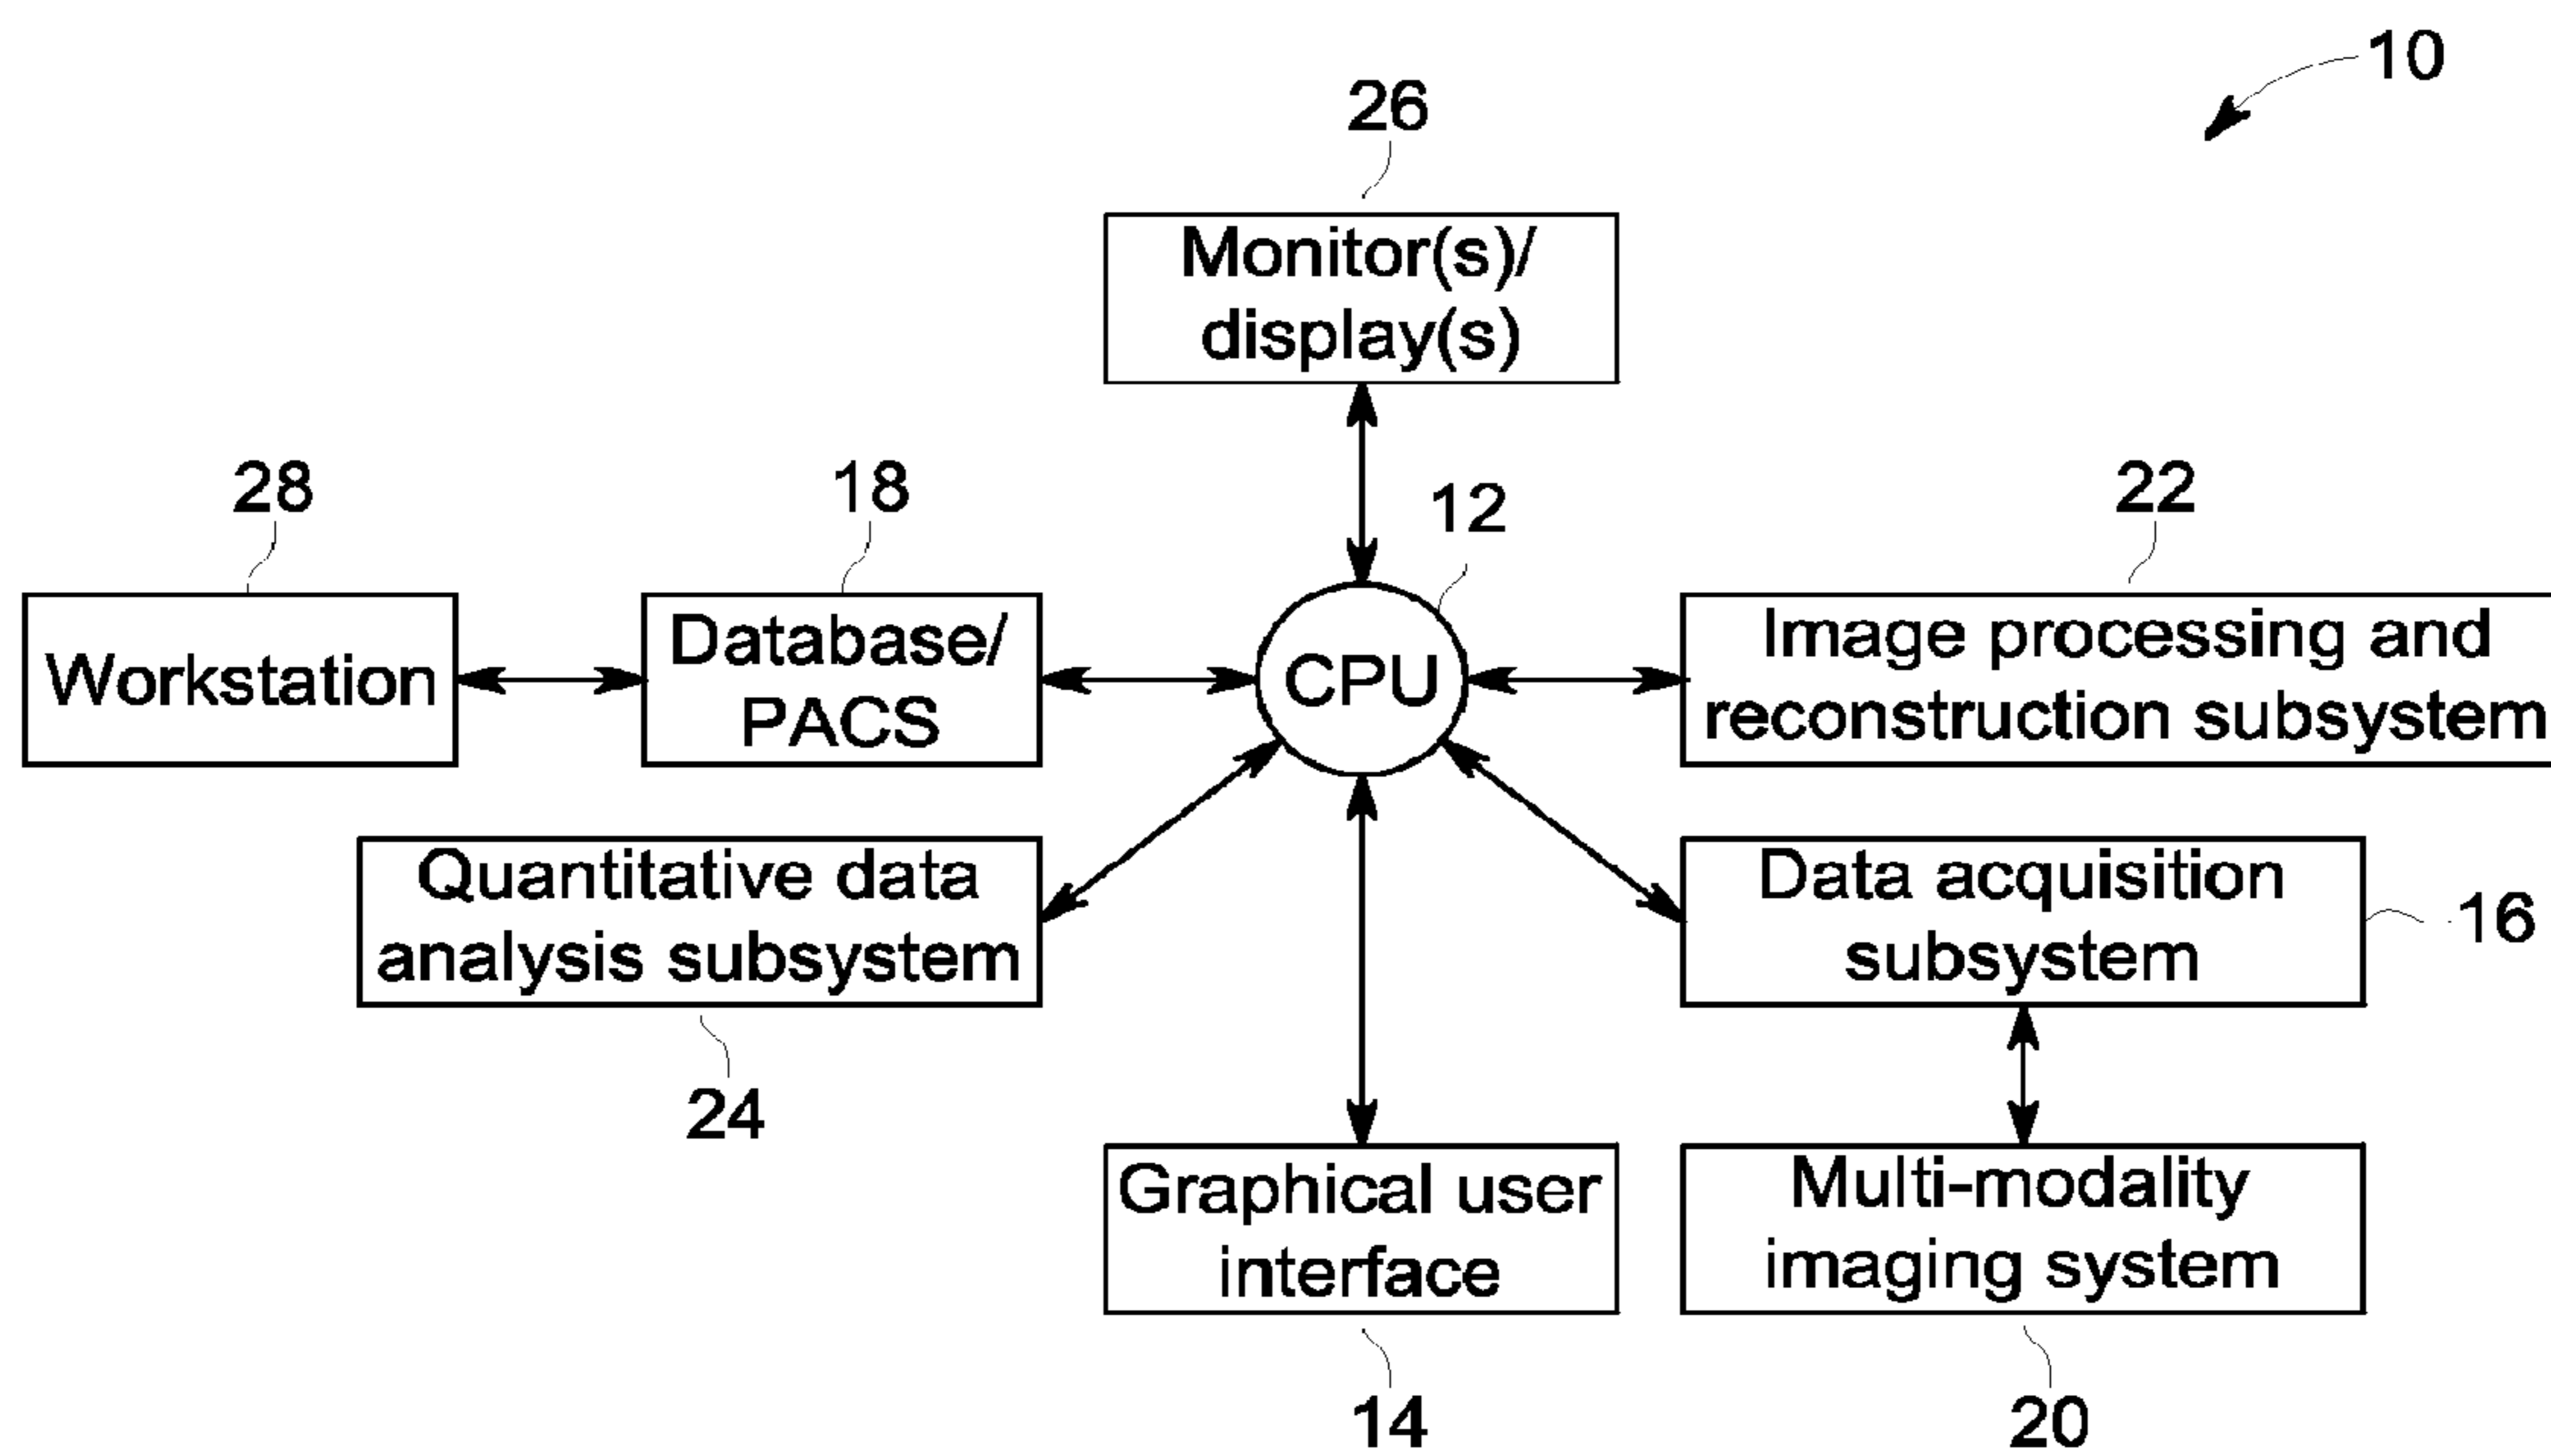 10
26
Monitor(s)/
display(s)
28
18
12
22
Workstation
Database/
PACS
CPU
Image processing and
reconstruction subsystem
Quantitative data
analysis subsystem
24
Data acquisition
subsystem
16
Graphical user
interface
14
Multi-modality
imaging system
20